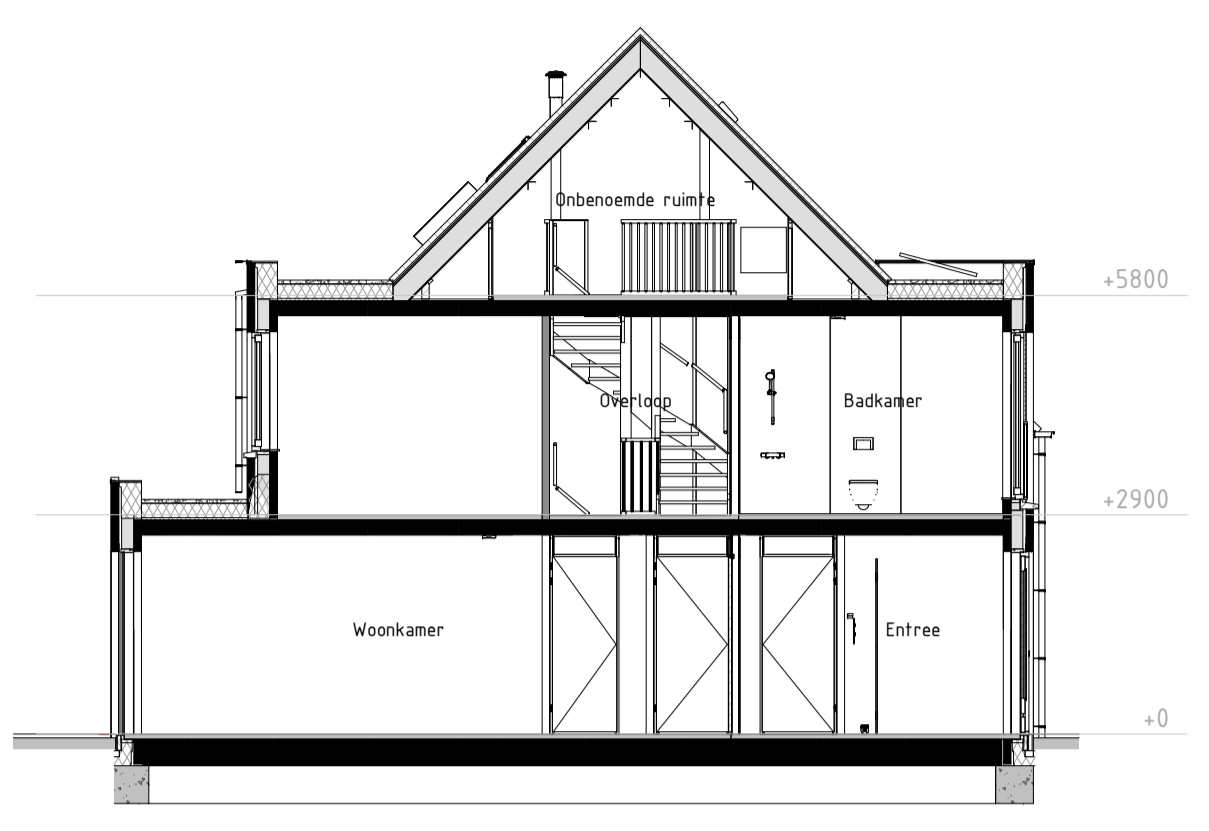 Onbenoemde ruimte
+5800
Overloop
Badkamer
+2900
Woonkamer
Entree
+0